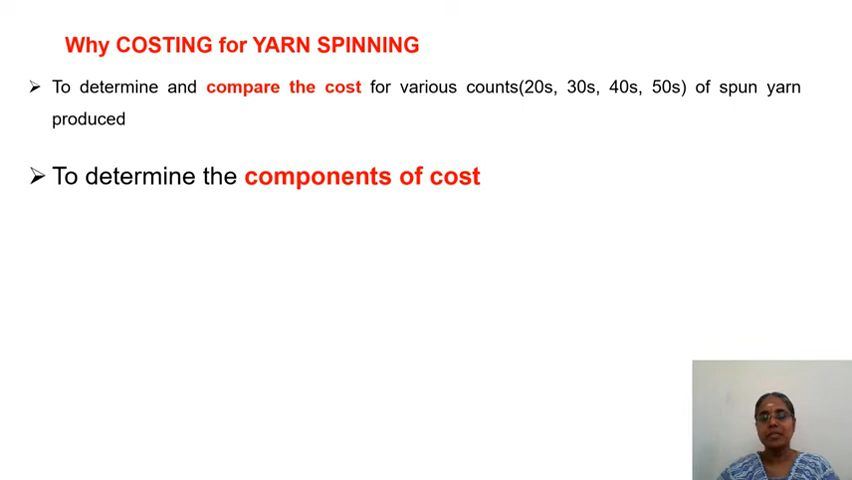 Why COSTING for YARN SPINNING
➢ To determine and compare the cost for various counts(20s, 30s, 40s, 50s) of spun yarn
produced
➢ To determine the components of cost